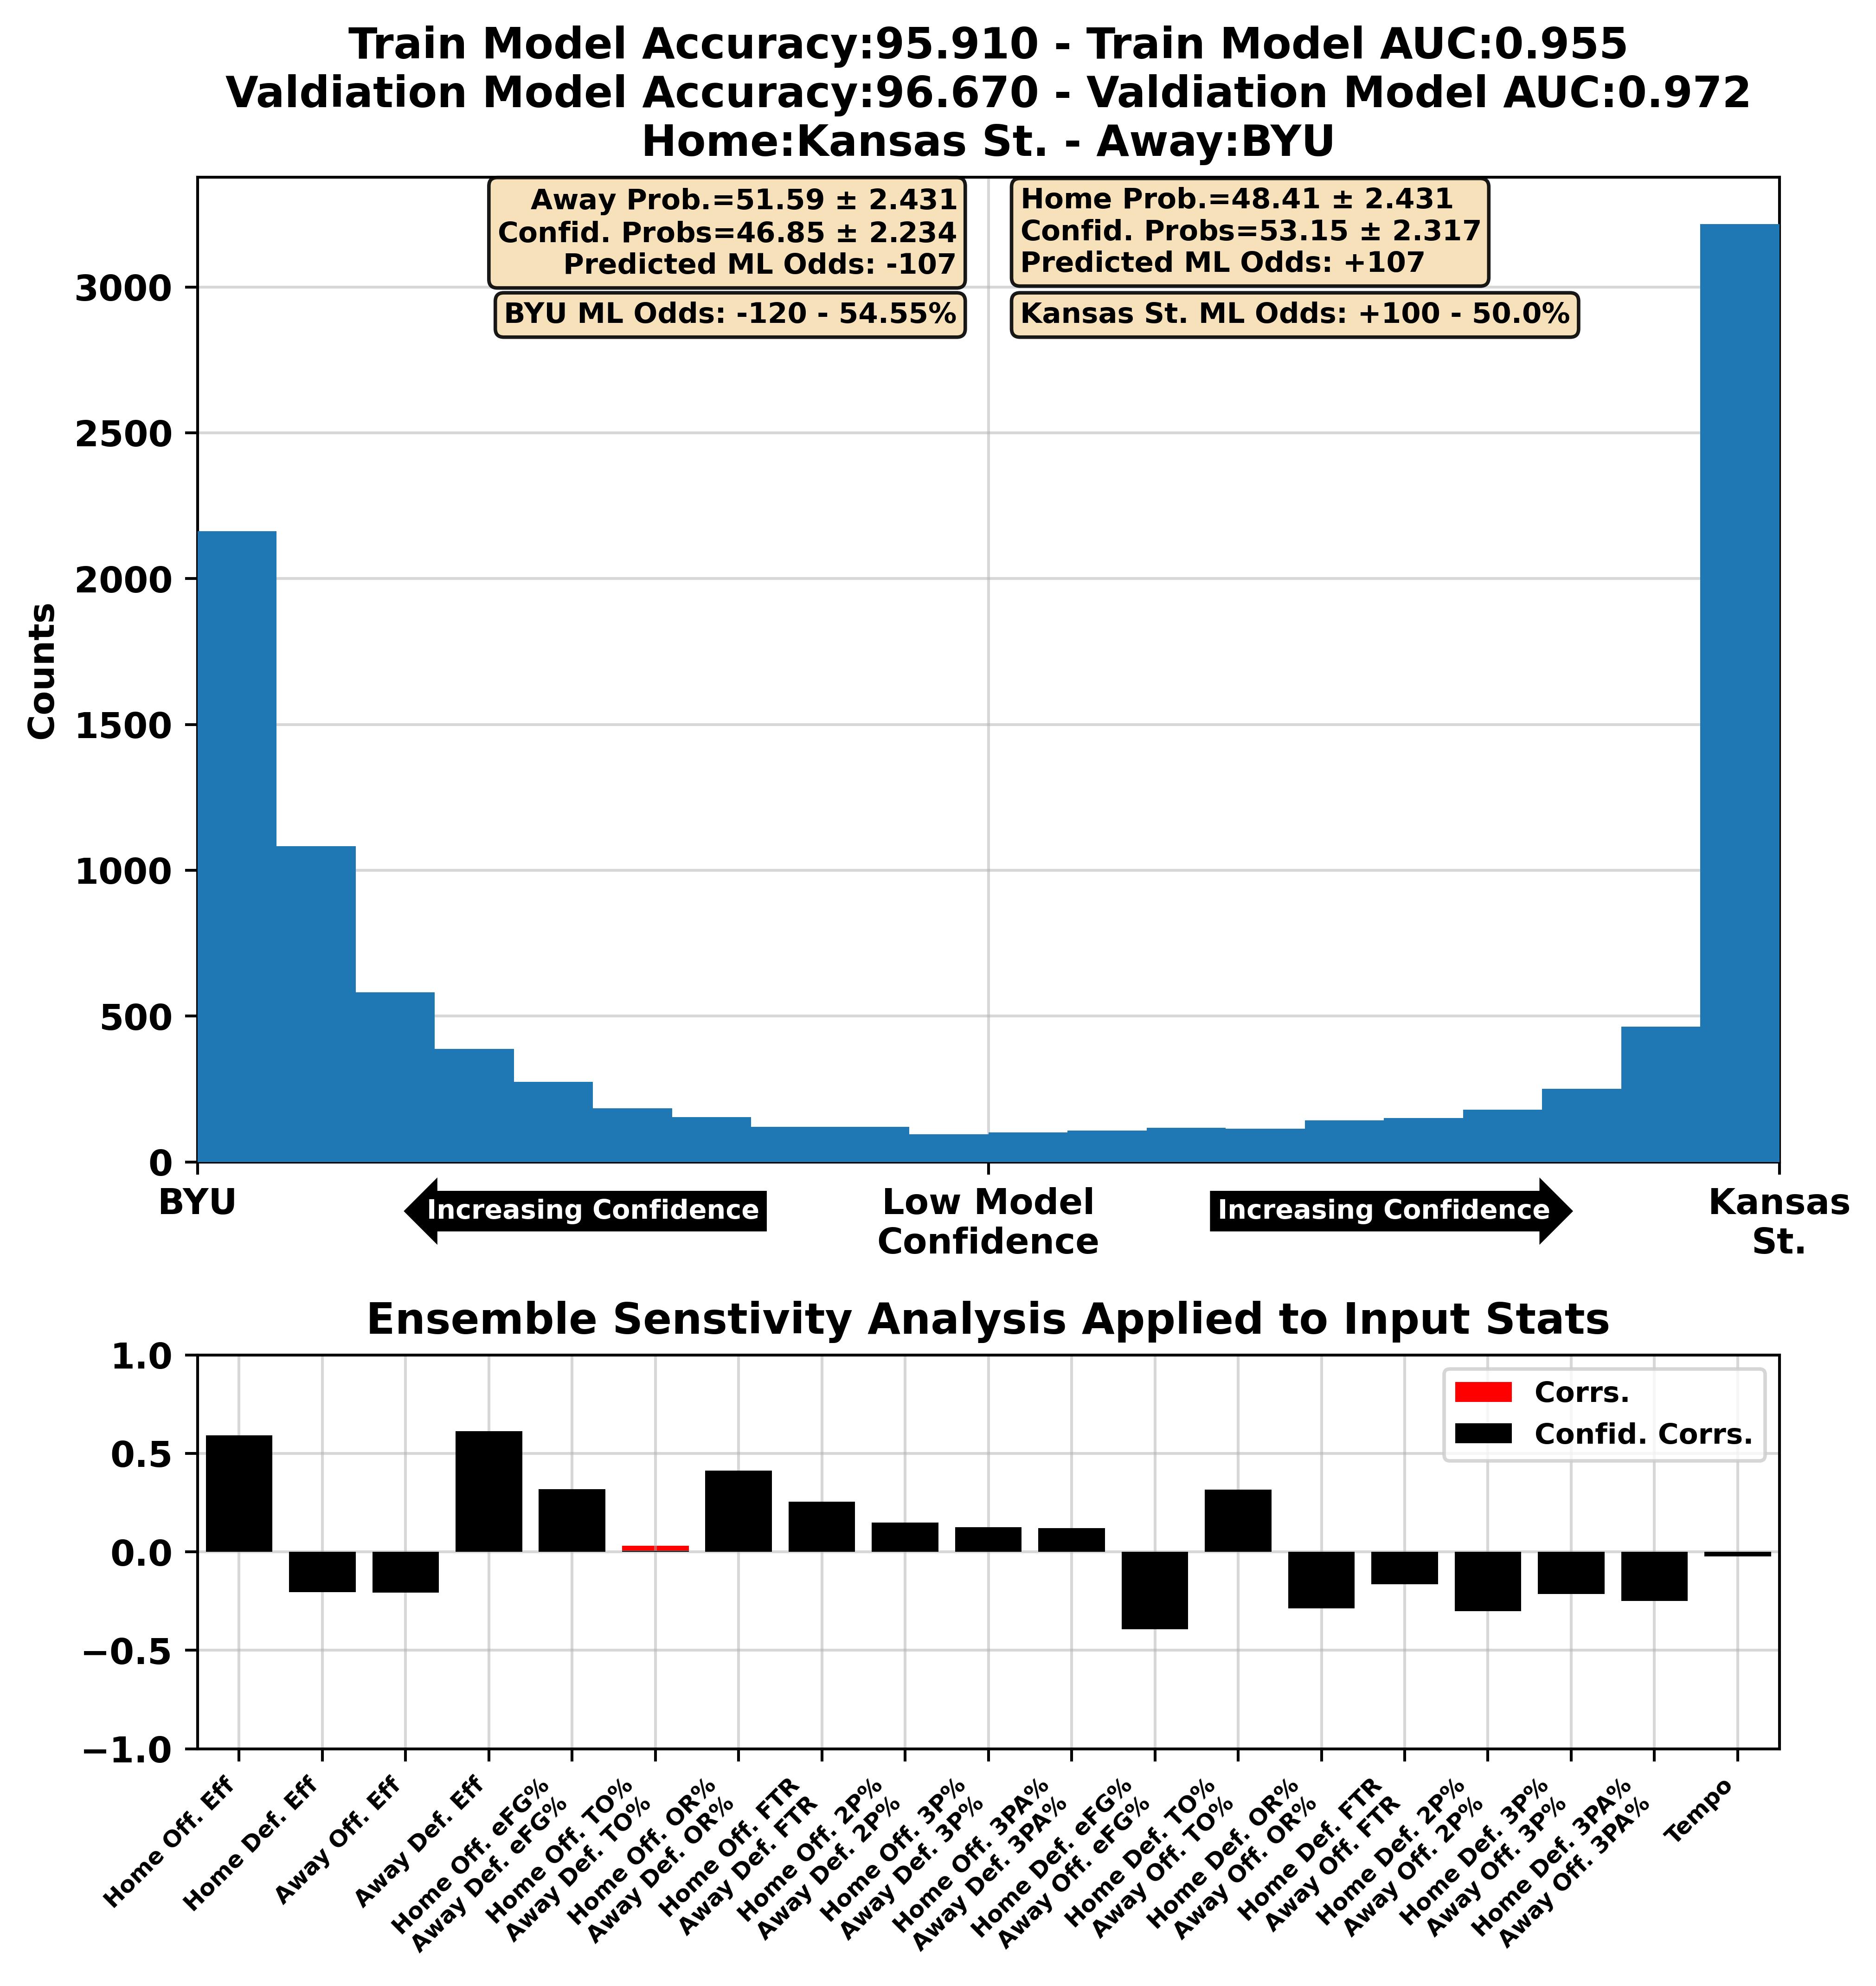 Train Model Accuracy:95.910 - Train Model AUC:0.955
Valdiation Model Accuracy:96.670 - Valdiation Model AUC:0.972
Home:Kansas St. - Away:BYU
Away Prob.=51.59 ± 2.431
Confid. Probs=46.85 ± 2.234
Predicted ML Odds: -107
BYU ML Odds: -120 - 54.55%
Home Prob.=48.41 ± 2.431
Confid. Probs=53.15 ± 2.317
Predicted ML Odds: +107
Kansas St. ML Odds: +100 - 50.0%
Counts
3000
2500
2000
1500
1000
500
0
BYU
Increasing Confidence
Low Model
Confidence
Increasing Confidence
Kansas
St.
Ensemble Senstivity Analysis Applied to Input Stats
1.0
0.5
0.0
−0.5
−1.0
Corrs.
Confid. Corrs.
Home Off. Eff
Home Def. Eff
Away Off. Eff
Away Def. Eff
Home Off. eFG%
Away Def. eFG%
Home Off. TO%
Away Def. TO%
Home Off. OR%
Away Def. OR%
Home Off. FTR
Away Def. FTR
Home Off. 2P%
Away Def. 2P%
Home Off. 3P%
Away Def. 3P%
Home Off. 3PA%
Away Def. 3PA%
Home Def. eFG%
Away Off. eFG%
Home Def. TO%
Away Off. TO%
Home Def. OR%
Away Off. OR%
Home Def. FTR
Away Off. FTR
Home Def. 2P%
Away Off. 2P%
Home Def. 3P%
Away Off. 3P%
Home Def. 3PA%
Away Off. 3PA%
Tempo